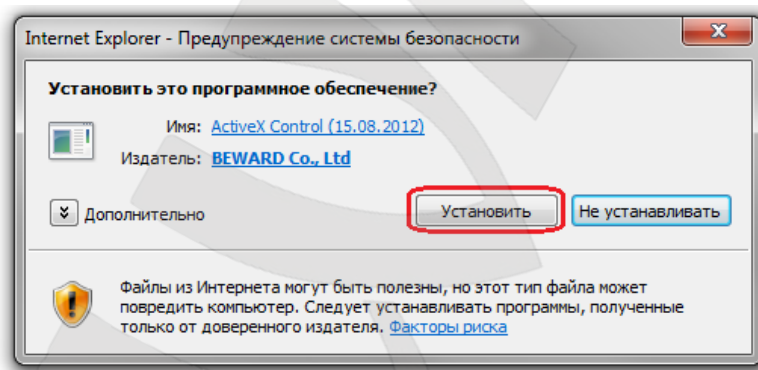 Internet Explorer - Предупреждение системы безопасности
Установить это программное обеспечение?
Имя: ActiveX Control (15.08.2012)
Издатель: BEWARD Co., Ltd
Дополнительно
Установить
Не устанавливать
Файлы из Интернета могут быть полезны, но этот тип файла может
повредить компьютер. Следует устанавливать программы, полученные
только от доверенного издателя. Факторы риска